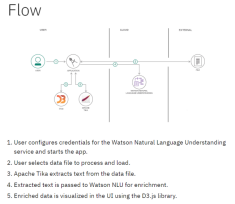 Flow
1. User configures credentials for the Watson Natural Language Understanding
service and starts the app.
2. User selects data file to process and load.
3. Apache Tika extracts text from the data file.
4. Extracted text is passed to Watson NLU for enrichment.
5. Enriched data is visualized in the UI using the D3.js library.